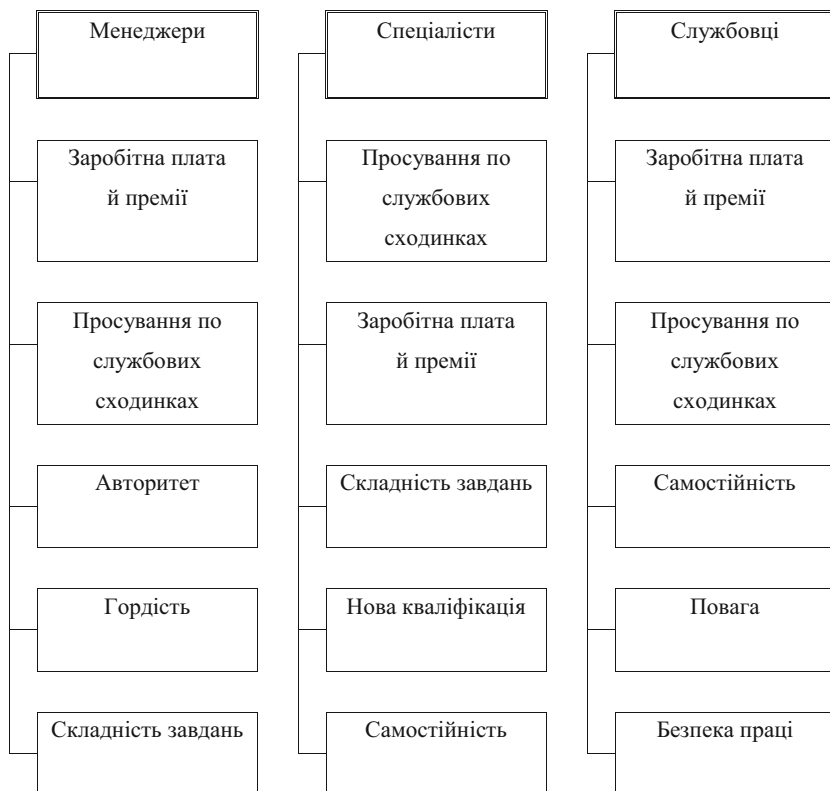 Менеджери
Заробітна плата
й премії
Просування по
службових
сходинках
Авторитет
Гордість
Складність завдань
Спеціалісти
Просування по
службових
сходинках
Заробітна плата
й премії
Складність завдань
Нова кваліфікація
Самостійність
Службовці
Заробітна плата
й премії
Просування по
службових
сходинках
Самостійність
Повага
Безпека праці